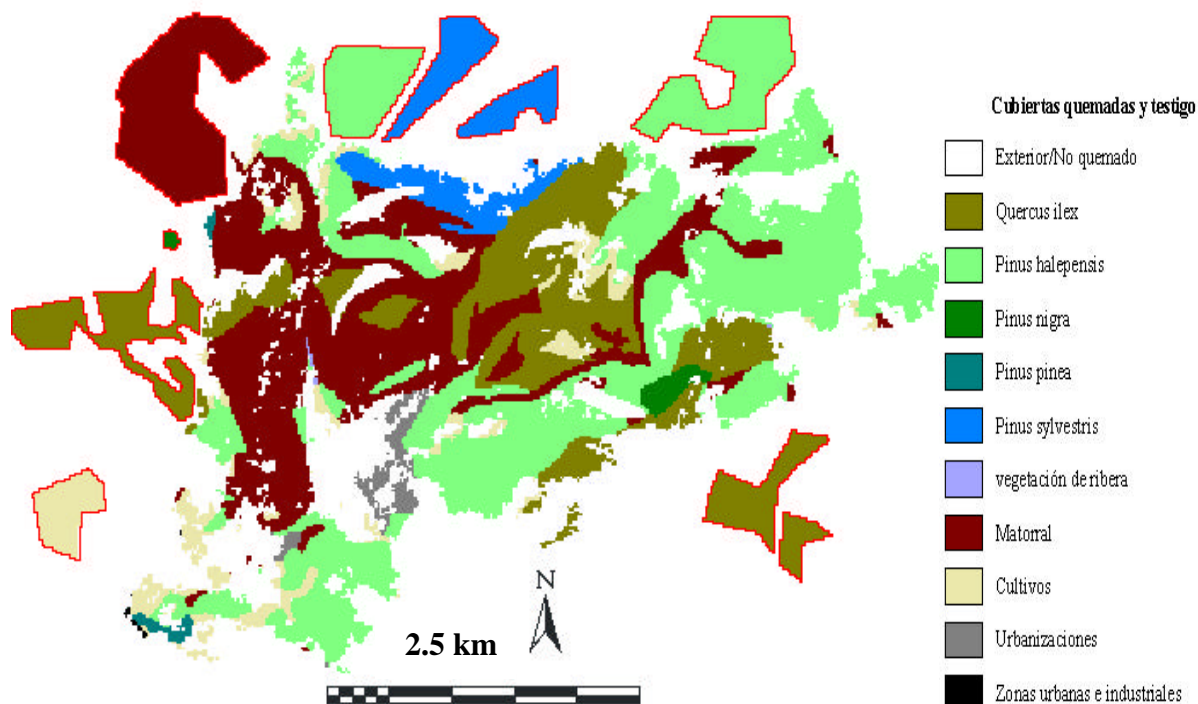 Cubiertas quemadas y testigo
Exterior/No quemado
Quercus ilex
Pinus halepensis
Pinus nigra
Pinus pinea
Pinus sylvestris
vegetación de ribera
Matorral
Cultivos
Urbanizaciones
Zonas urbanas e industriales
N
2.5 km